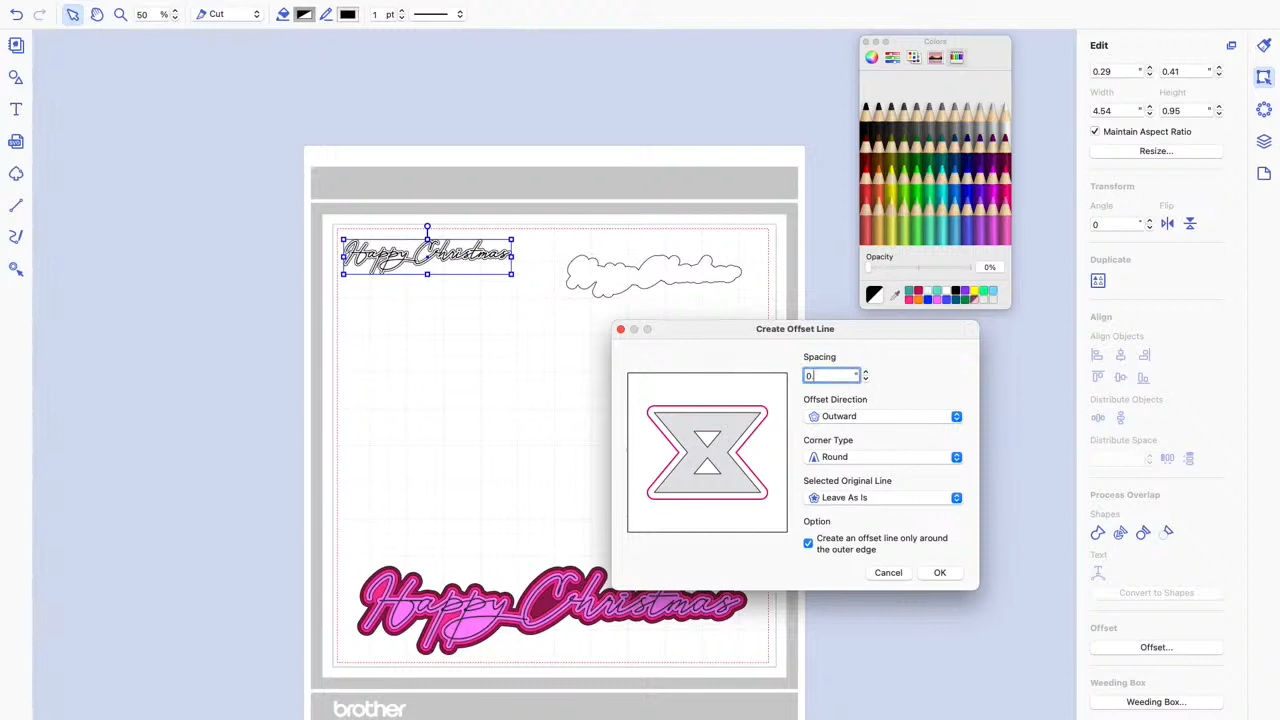 50 %
Cut
1 pt
Colors
Opacity
0%
Edit
0.29 "
0.41 "
Width
Height
4.54 "
0.95 "
Maintain Aspect Ratio
Resize...
Transform
Angle
Flip
0 °
Duplicate
Align
Align Objects
Distribute Objects
Distribute Space
Process Overlap
Shapes
Text
Convert to Shapes
Offset
Offset...
Weeding Box
Weeding Box...
Happy Christmas
Create Offset Line
Spacing
0. "
Offset Direction
Outward
Corner Type
Round
Selected Original Line
Leave As Is
Option
Create an offset line only around
the outer edge
Cancel
OK
Happy Christmas
brother